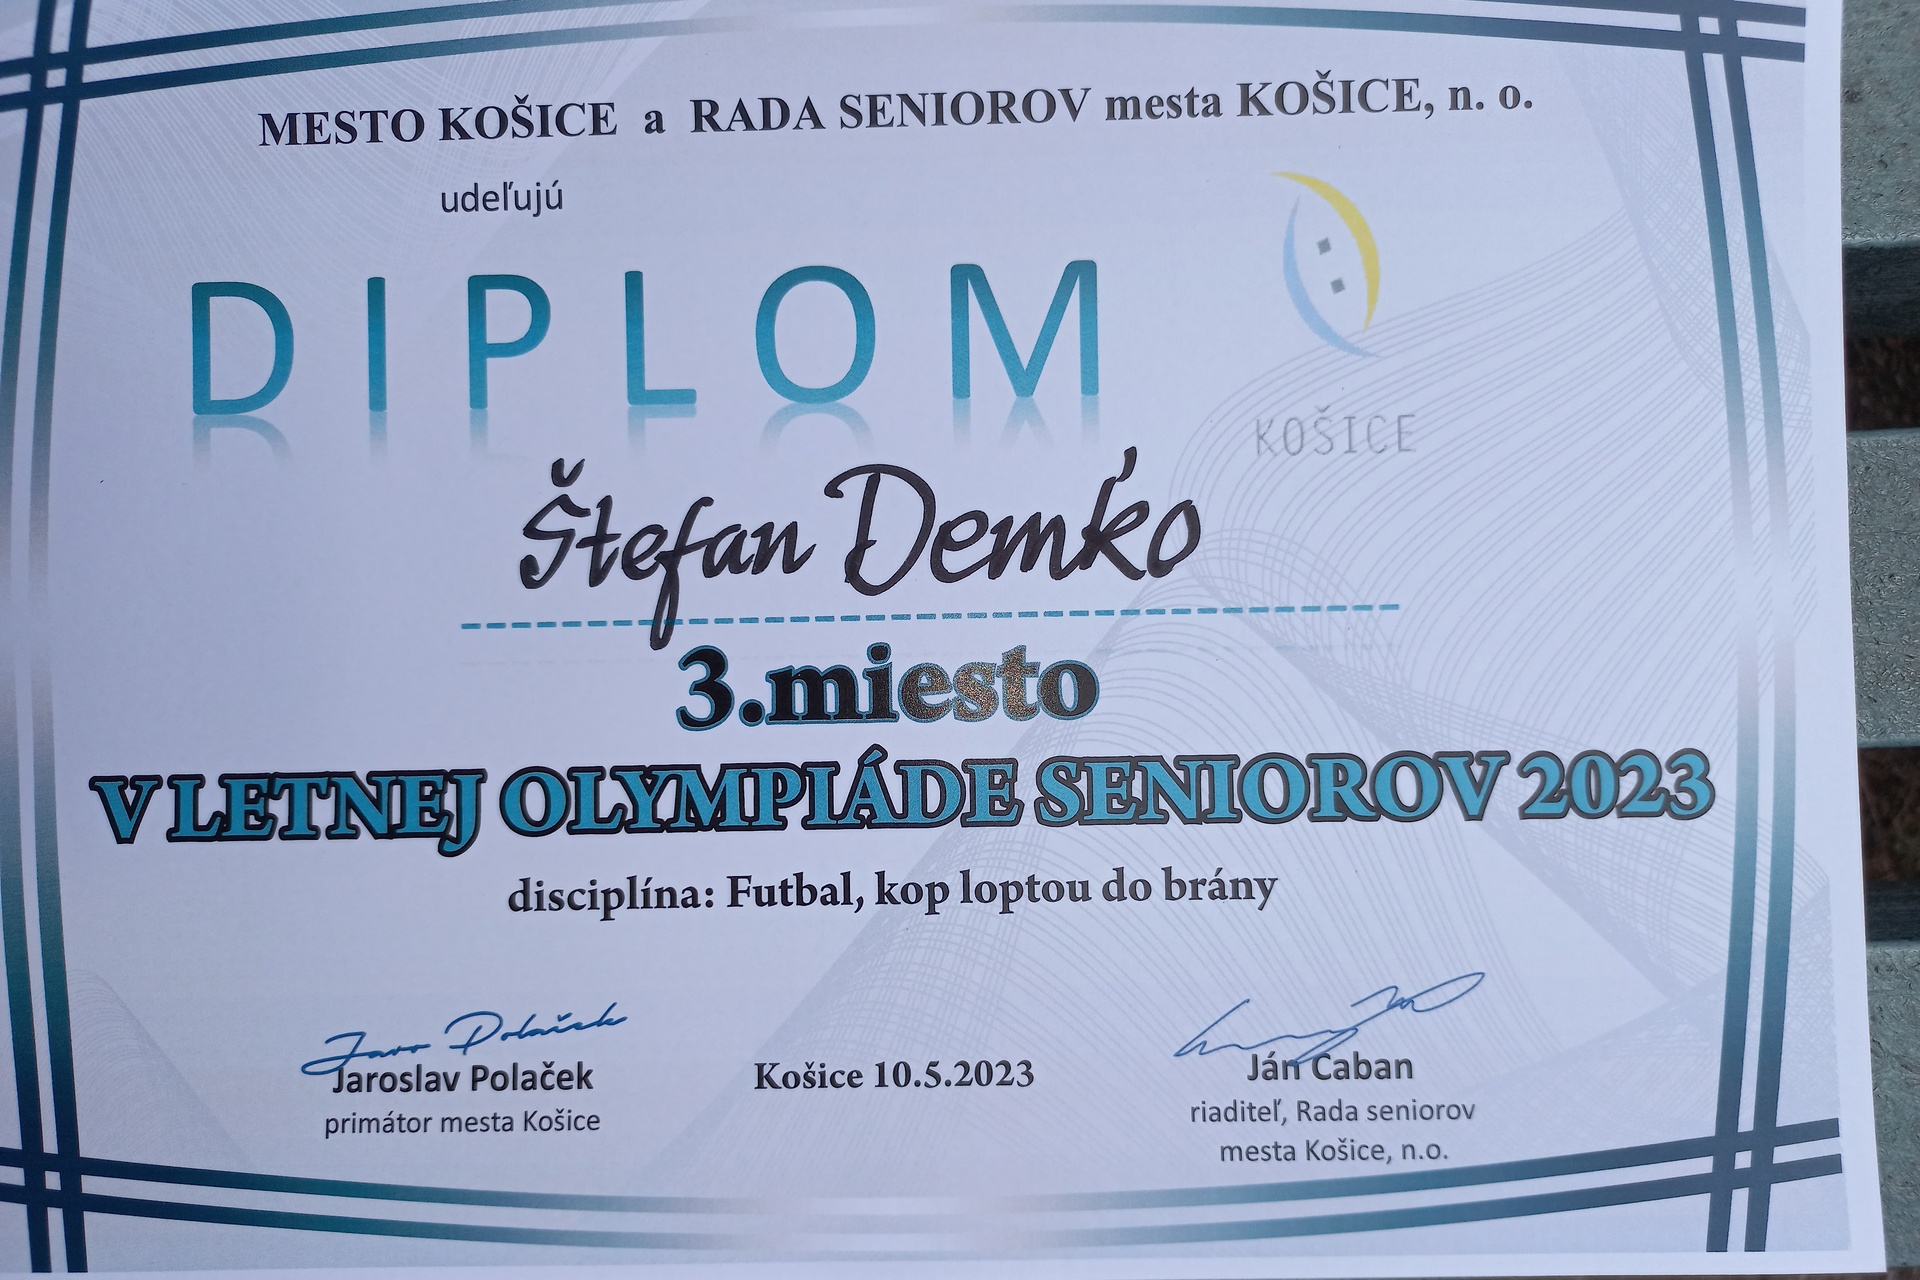 MESTO KOŠICE a RADA SENIOROV mesta KOŠICE, n. o.
udeľujú
DIPLOM
KOŠICE
Štefan Demko
3.miesto
V LETNEJ OLYMPIÁDE SENIOROV 2023
disciplína: Futbal, kop loptou do brány
Jaro Polaček
Jaroslav Polaček
primátor mesta Košice
Košice 10.5.2023
Ján Caban
riaditeľ, Rada seniorov
mesta Košice, n.o.